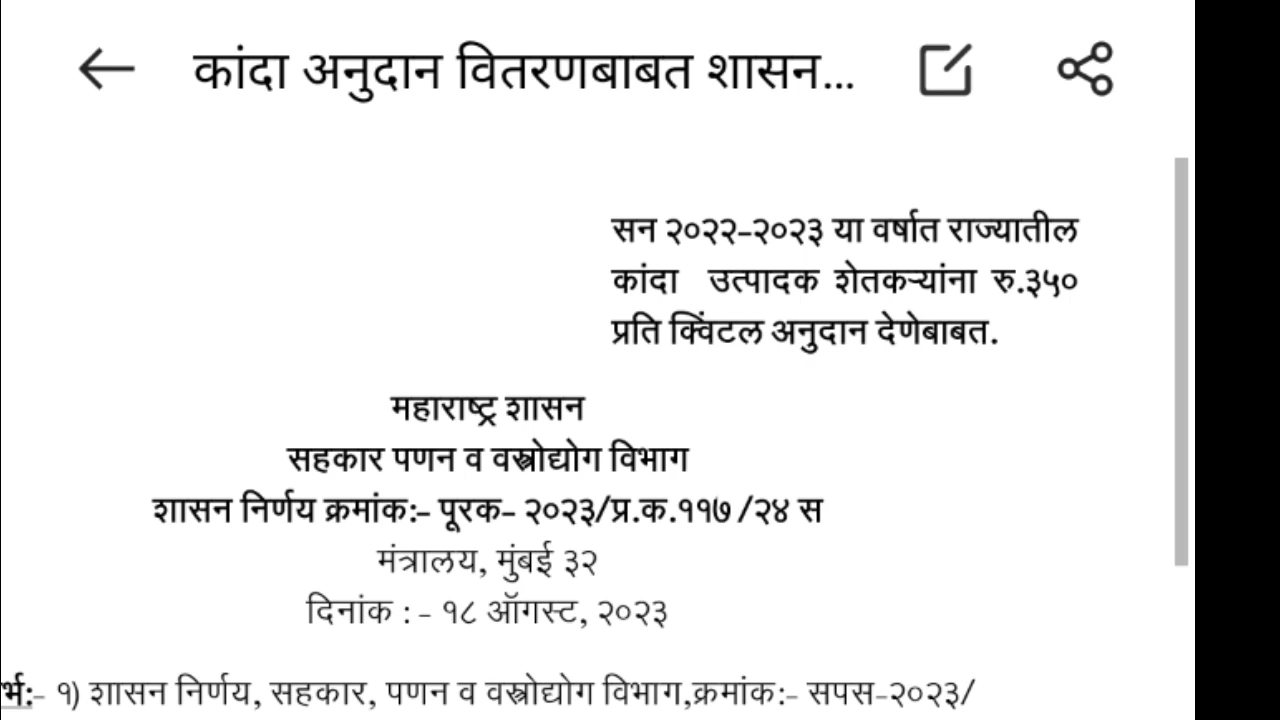 कांदा अनुदान वितरणबाबत शासन...
सन २०२२-२०२३ या वर्षात राज्यातील
कांदा उत्पादक शेतकऱ्यांना रु.३५०
प्रति क्विंटल अनुदान देणेबाबत.
महाराष्ट्र शासन
सहकार पणन व वस्त्रोद्योग विभाग
शासन निर्णय क्रमांक:- पूरक- २०२३/प्र.क.११७ /२४ स
मंत्रालय, मुंबई ३२
दिनांक : - १८ ऑगस्ट, २०२३
र्भ:- १) शासन निर्णय, सहकार, पणन व वस्त्रोद्योग विभाग,क्रमांक:- सपस-२०२३/